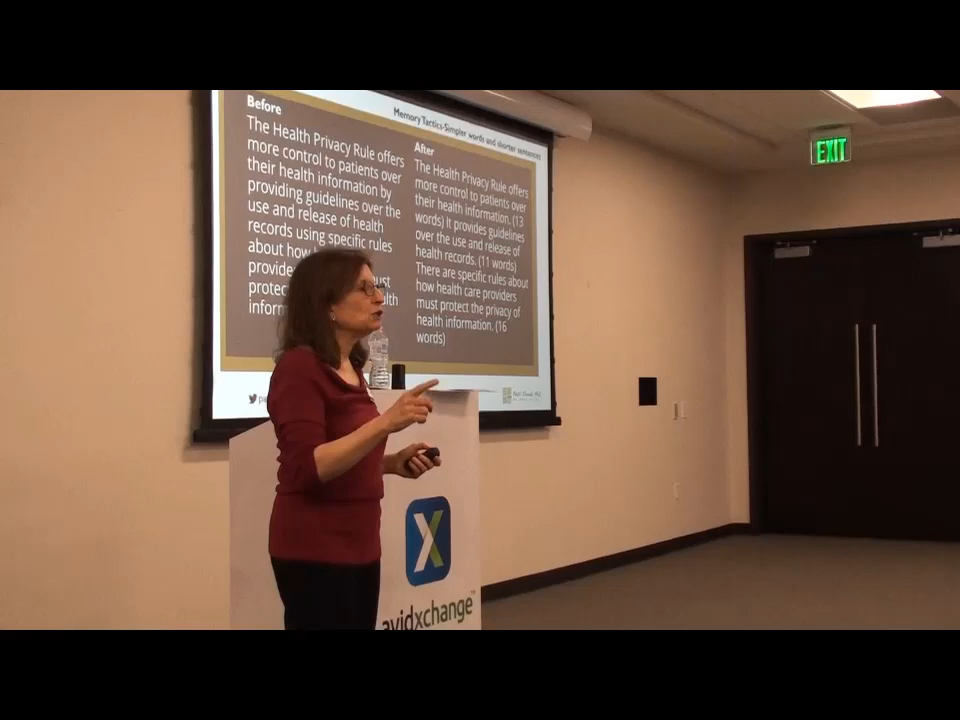 Memory Tactics-Simpler words and shorter sentences
Before
The Health Privacy Rule offers
more control to patients over
their health information by
providing guidelines over the
use and release of health
records using specific rules
about how
provide
must
protec
health
inform
After
The Health Privacy Rule offers
more control to patients over
their health information. (13
words) It provides guidelines
over the use and release of
health records. (11 words)
There are specific rules about
how health care providers
must protect the privacy of
health information. (16
words)
EXIT
avidxchange